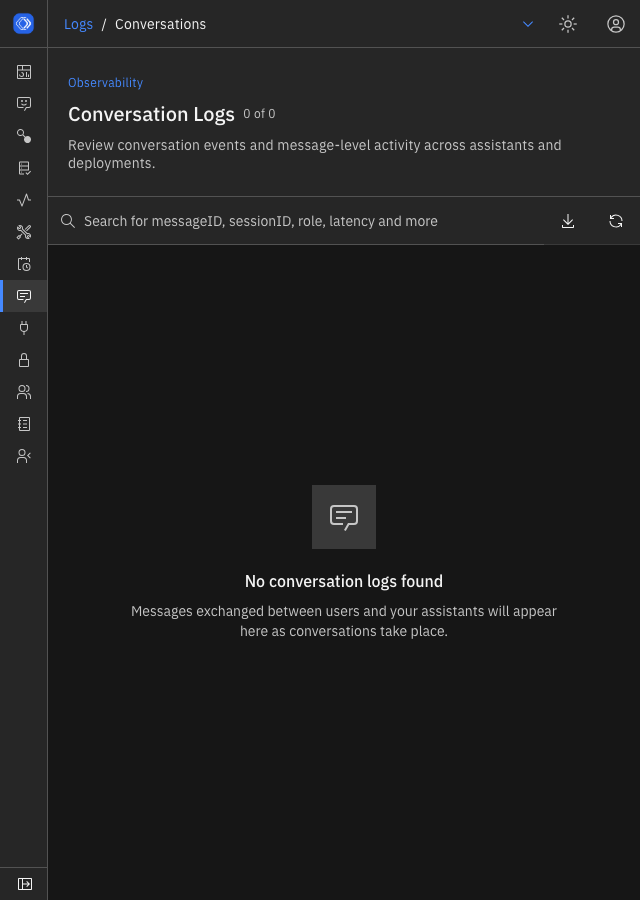 Logs / Conversations
Observability
Conversation Logs 0 of 0
Review conversation events and message-level activity across assistants and
deployments.
Search for messageID, sessionID, role, latency and more
No conversation logs found
Messages exchanged between users and your assistants will appear
here as conversations take place.